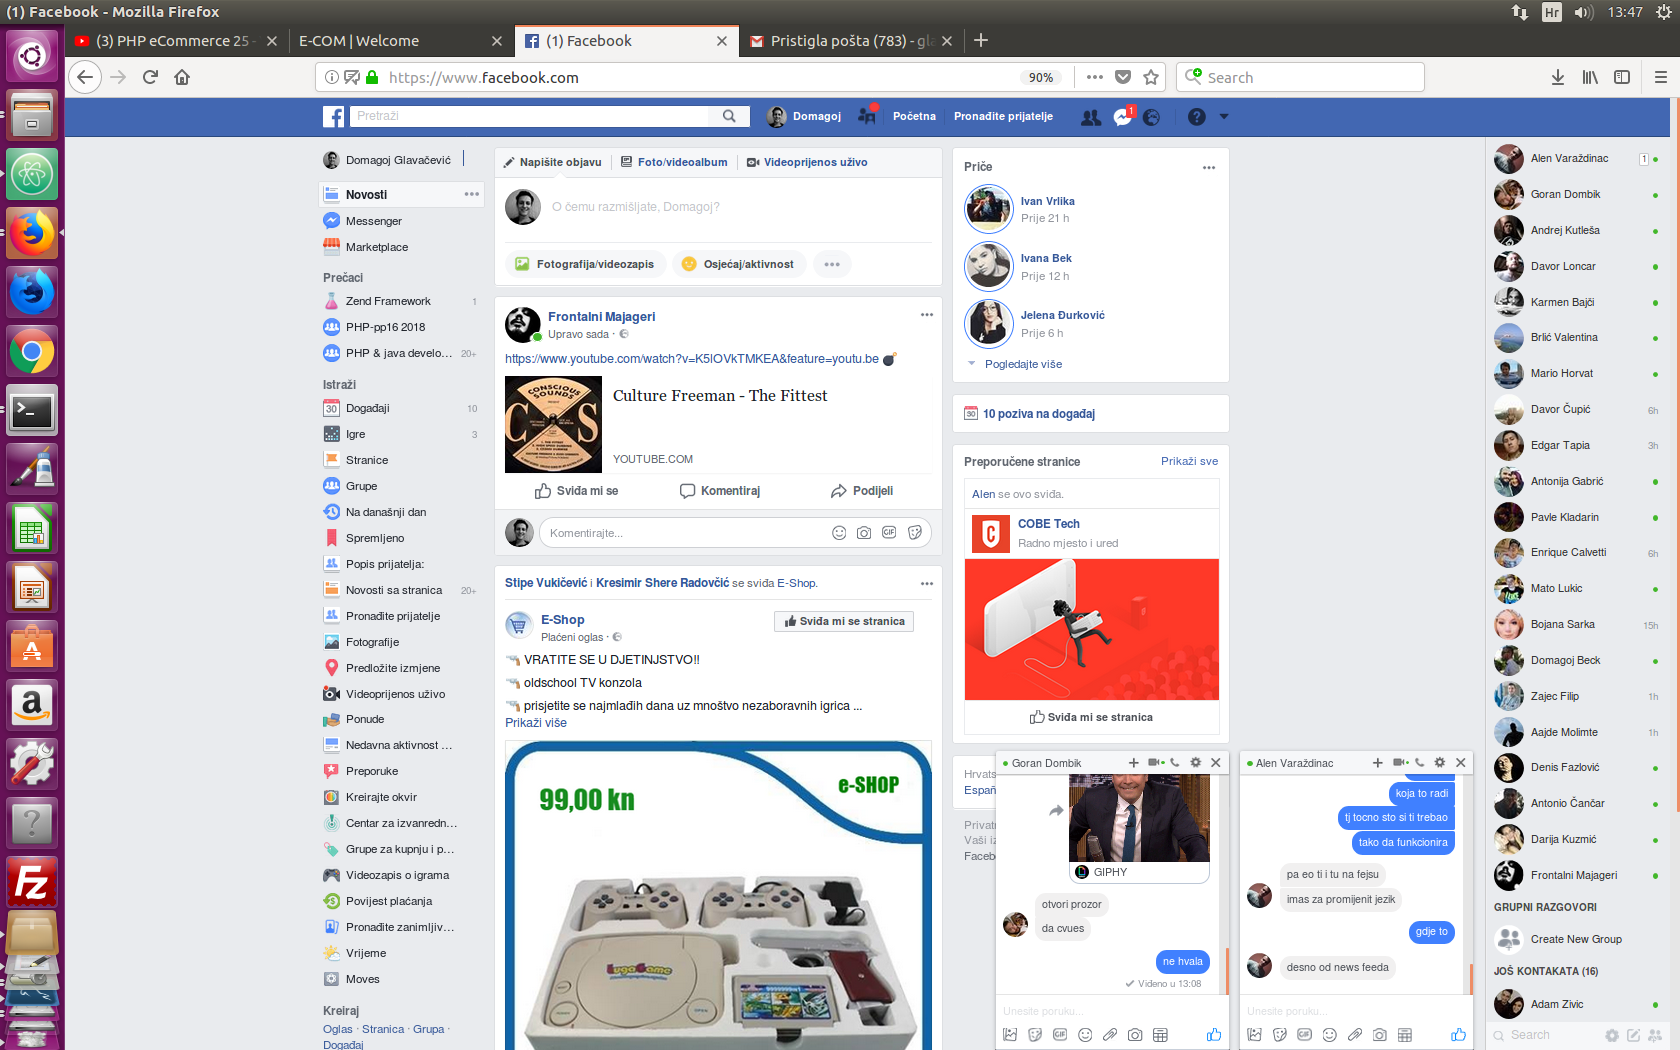 (1) Facebook - Mozilla Firefox
Hr
13:47
(3) PHP eCommerce 25 -
E-COM | Welcome
(1) Facebook
Pristigla pošta (783) - gla
https://www.facebook.com
90%
Search
Pretraži
Domagoj
Početna
Pronađite prijatelje
1
Domagoj Glavačević
Novosti
Messenger
Marketplace
Prečaci
Zend Framework 1
PHP-pp16 2018
PHP & java develo... 20+
Istraži
Događaji 10
Igre 3
Stranice
Grupe
Na današnji dan
Spremljeno
Popis prijatelja:
Novosti sa stranica 20+
Pronađite prijatelje
Fotografije
Predložite izmjene
Videoprijenos uživo
Ponude
Nedavna aktivnost ...
Preporuke
Kreirajte okvir
Centar za izvanredn...
Grupe za kupnju i p...
Videozapis o igrama
Povijest plaćanja
Pronađite zanimljiv...
Vrijeme
Moves
Kreiraj
Oglas · Stranica · Grupa ·
Događaj
Napišite objavu
Foto/videoalbum
Videoprijenos uživo
O čemu razmišljate, Domagoj?
Fotografija/videozapis
Osjećaj/aktivnost
Frontalni Majageri
Upravo sada ·
https://www.youtube.com/watch?v=K5lOVkTMKEA&feature=youtu.be
CONSCIOUS
SOUNDS
C S
Culture Freeman - The Fittest
YOUTUBE.COM
Sviđa mi se
Komentiraj
Podijeli
Komentirajte...
GIF
Stipe Vukičević i Kresimir Shere Radovčić se sviđa E-Shop.
E-Shop
Plaćeni oglas ·
Sviđa mi se stranica
VRATITE SE U DJETINJSTVO!!
oldschool TV konzola
prisjetite se najmlađih dana uz mnoštvo nezaboravnih igrica ...
Prikaži više
99,00 kn
e-SHOP
Priče
Ivan Vrlika
Prije 21 h
Ivana Bek
Prije 12 h
Jelena Đurković
Prije 6 h
Pogledajte više
30
10 poziva na događaj
Preporučene stranice
Prikaži sve
Alen se ovo sviđa.
COBE Tech
Radno mjesto i ured
Sviđa mi se stranica
Hrvats
Españ
Privatn
Vaši iz
Facebo
Goran Dombik
GIPHY
otvori prozor
da cvues
ne hvala
Viđeno u 13:08
Unesite poruku...
GIF
Alen Varaždinac
koja to radi
tj tocno sto si ti trebao
tako da funkcionira
pa eo ti i tu na fejsu
imas za promijenit jezik
gdje to
desno od news feeda
Unesite poruku...
GIF
Alen Varaždinac 1
Goran Dombik
Andrej Kutleša
Davor Loncar
Karmen Bajči
Brlić Valentina
Mario Horvat
Davor Čupić 6h
Edgar Tapia 3h
Antonija Gabrić
Pavle Kladarin
Enrique Calvetti 6h
Mato Lukic
Bojana Sarka 15h
Domagoj Beck
Zajec Filip 1h
Aajde Molimte 1h
Denis Fazlović
Antonio Čančar
Darija Kuzmić
Frontalni Majageri
GRUPNI RAZGOVORI
Create New Group
JOŠ KONTAKATA (16)
Adam Zivic
Search